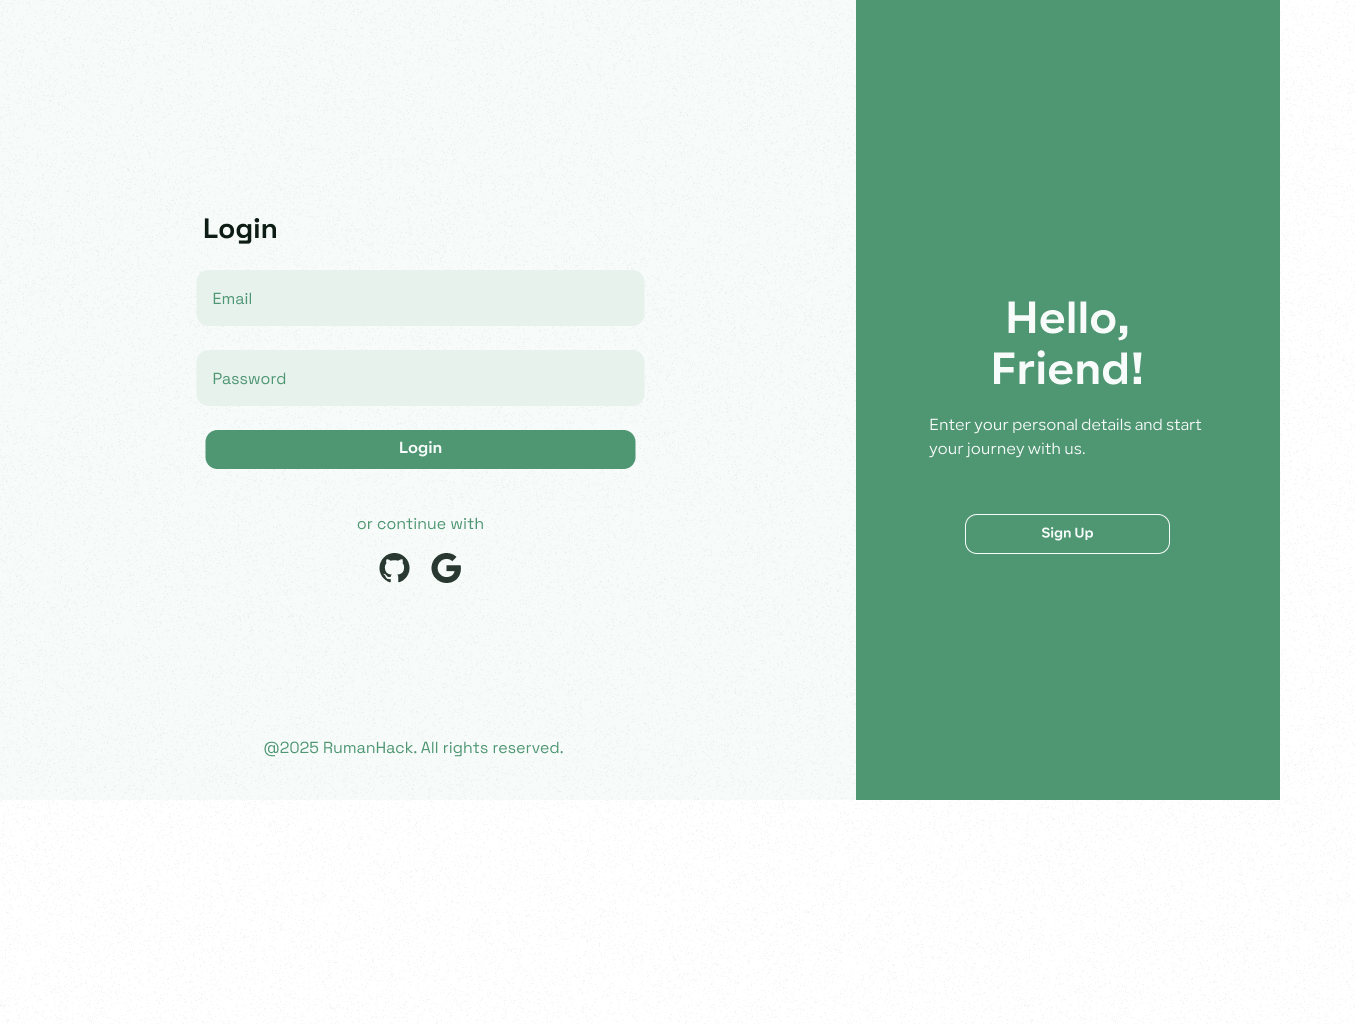 Login
Email
Password
Login
or continue with
@2025 RumanHack. All rights reserved.
Hello,
Friend!
Enter your personal details and start
your journey with us.
Sign Up